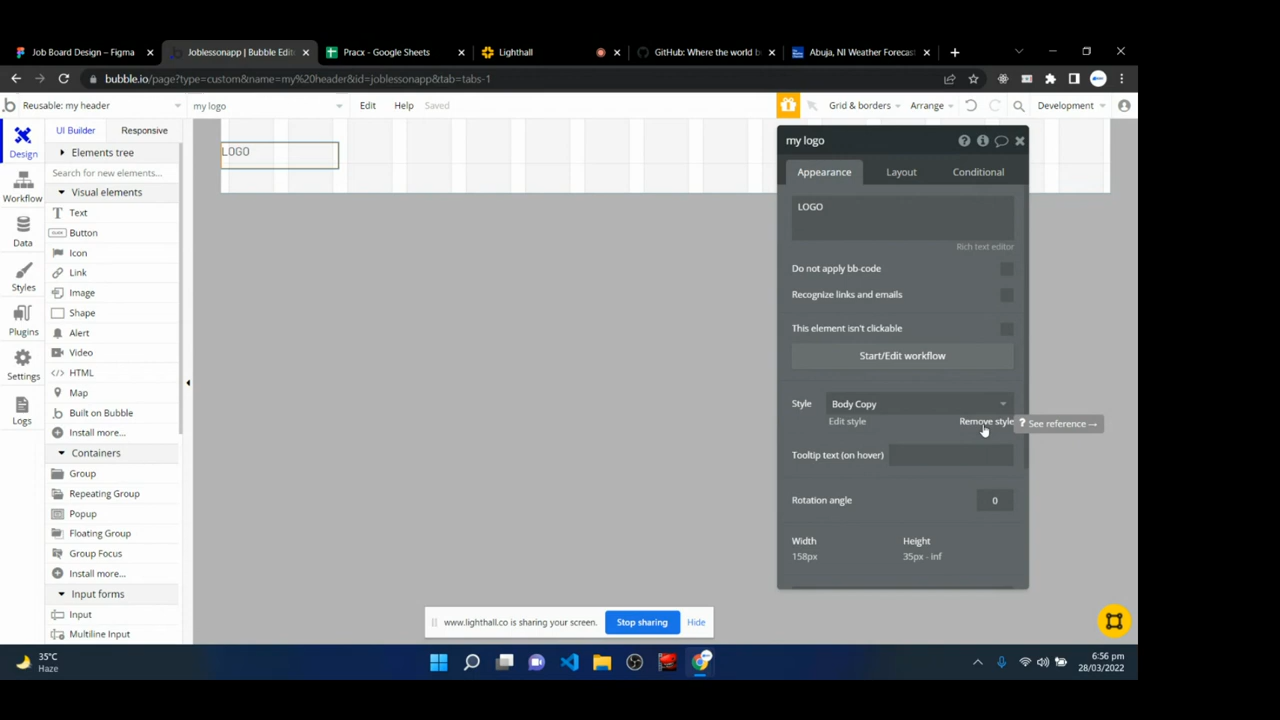 Job Board Design – Figma
Joblessonapp | Bubble Edit
Pracx - Google Sheets
Lighthall
GitHub: Where the world b
Abuja, NI Weather Forecas
bubble.io/page?type=custom&name=my%20header&id=joblessonapp&tab=tabs-1
Reusable: my header
my logo
Edit
Help
Saved
Grid & borders
Arrange
Development
Design
Workflow
Data
Styles
Plugins
Settings
Logs
UI Builder
Responsive
Elements tree
Search for new elements...
Visual elements
Text
CLICK
Button
Icon
Link
Image
Shape
Alert
Video
</> HTML
Map
Built on Bubble
Install more...
Containers
Group
Repeating Group
Popup
Floating Group
Group Focus
Install more...
Input forms
Input
Multiline Input
LOGO
my logo
Appearance
Layout
Conditional
LOGO
Rich text editor
Do not apply bb-code
Recognize links and emails
This element isn't clickable
Start/Edit workflow
Style
Body Copy
Edit style
Remove style
? See reference →
Tooltip text (on hover)
Rotation angle
0
Width
Height
158px
35px - inf
www.lighthall.co is sharing your screen.
Stop sharing
Hide
35°C
Haze
6:56 pm
28/03/2022